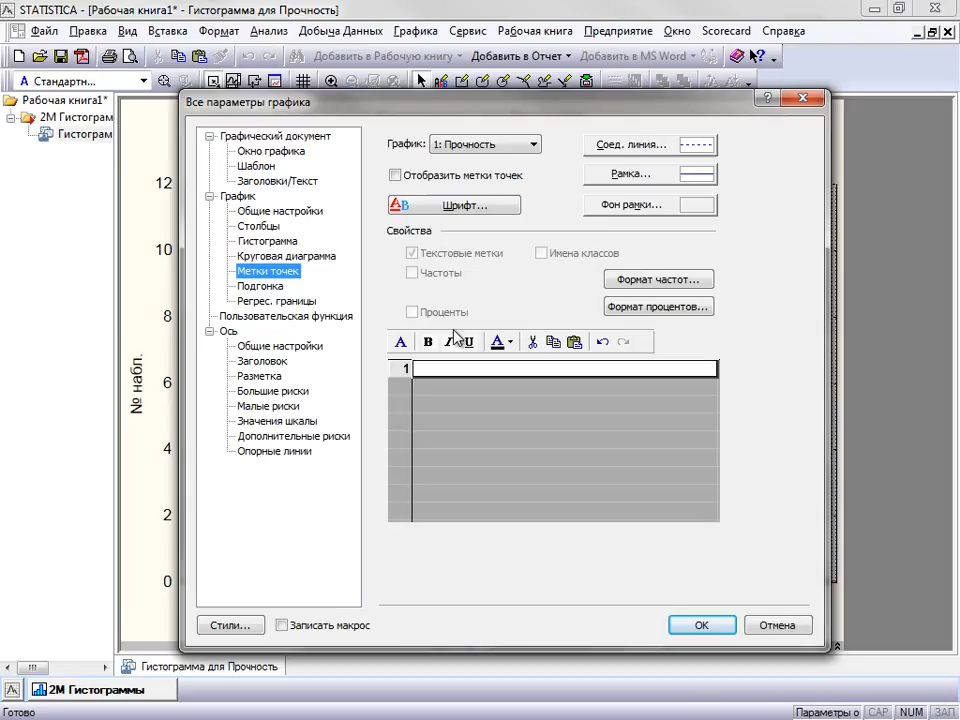 STATISTICA - [Рабочая книга1* - Гистограмма для Прочность]
Файл Правка Вид Вставка Формат Анализ Добыча Данных Графика Сервис Рабочая книга Предприятие Окно Scorecard Справка
Добавить в Рабочую книгу Добавить в Отчет Добавить в MS Word
Стандартн...
Рабочая книга1*
2М Гистограм
Гистограм
Все параметры графика
Графический документ
Окно графика
Шаблон
Заголовки/Текст
График
Общие настройки
Столбцы
Гистограмма
Круговая диаграмма
Метки точек
Подгонка
Регрес. границы
Пользовательская функция
Ось
Общие настройки
Заголовок
Разметка
Большие риски
Малые риски
Значения шкалы
Дополнительные риски
Опорные линии
График: 1: Прочность
Соед. линия...
Отобразить метки точек
Рамка...
Шрифт...
Фон рамки...
Свойства
Текстовые метки Имена классов
Частоты
Формат частот...
Проценты
Формат процентов...
A B I U A
1
Стили... Записать макрос OK Отмена
12
10
8
6
4
2
0
№ набл.
Гистограмма для Прочность
2М Гистограммы
Готово Параметры о CAP NUM ЗАП